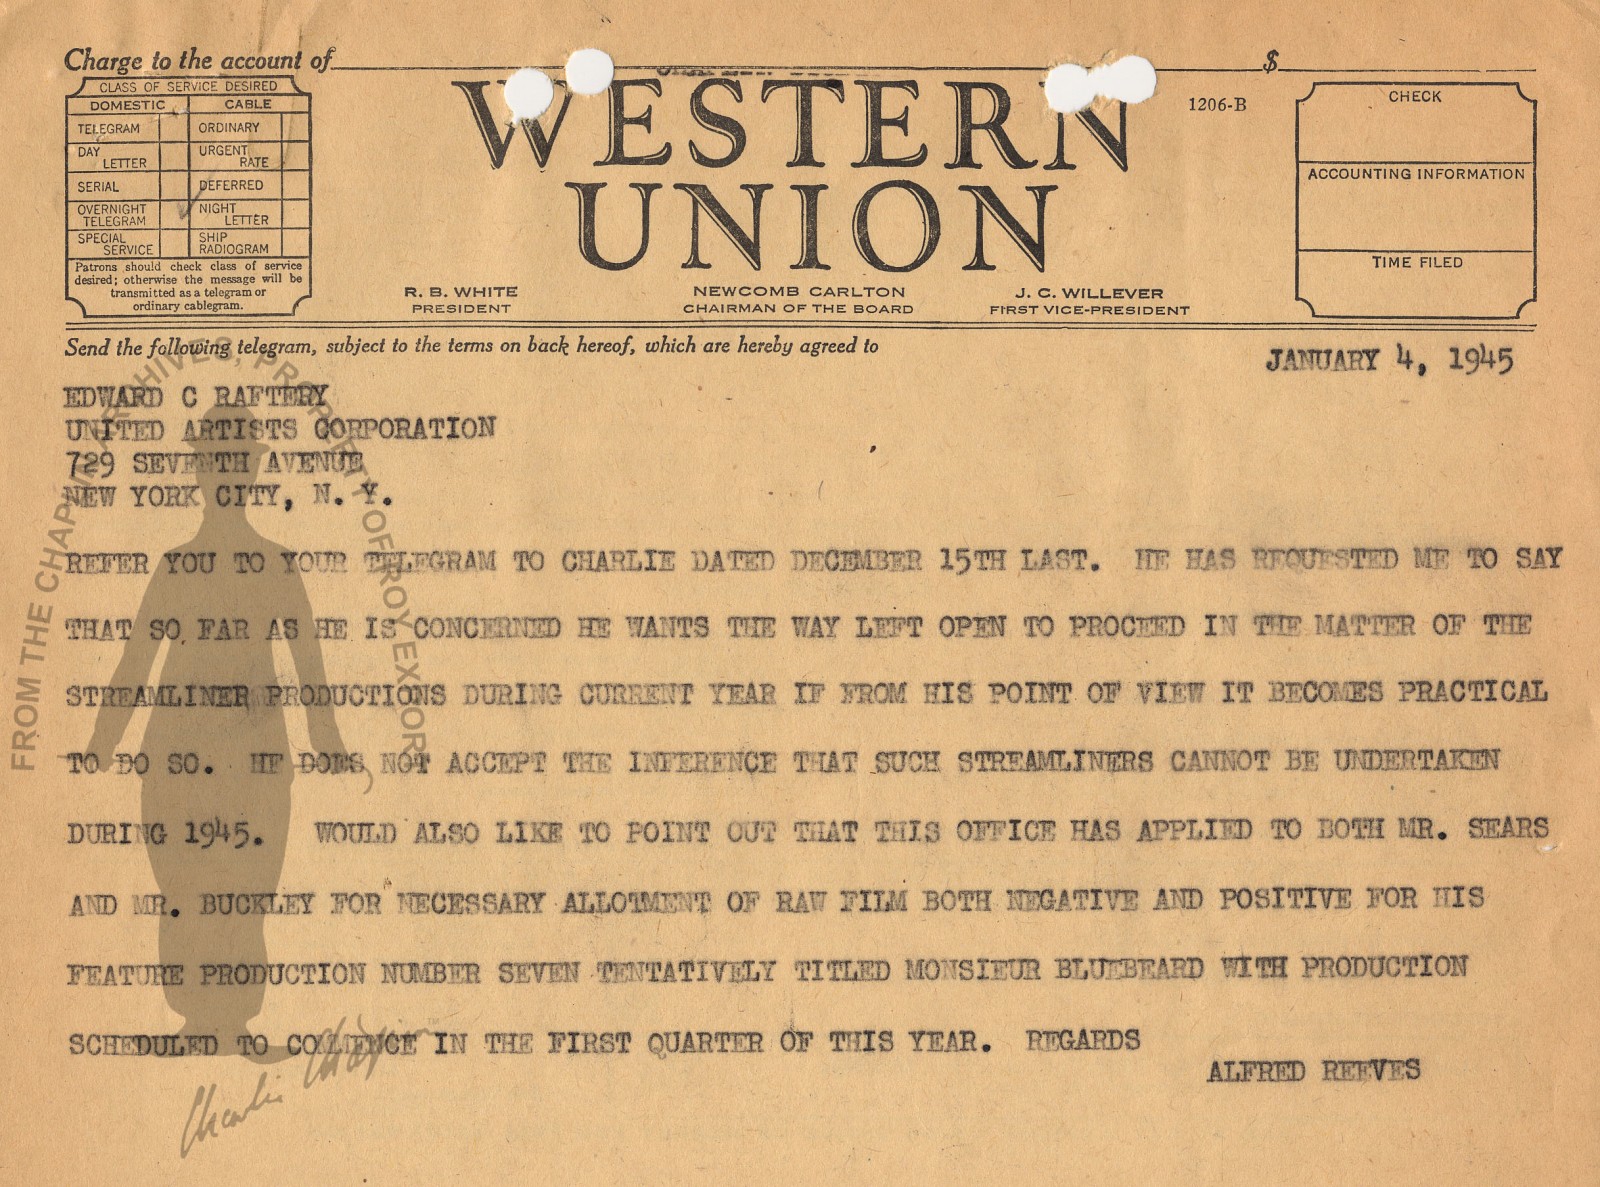 Charge to the account of
$
CLASS OF SERVICE DESIRED
DOMESTIC CABLE
TELEGRAM ORDINARY
DAY LETTER URGENT RATE
SERIAL DEFERRED
OVERNIGHT TELEGRAM NIGHT LETTER
SPECIAL SERVICE SHIP RADIOGRAM
Patrons should check class of service
desired; otherwise the message will be
transmitted as a telegram or
ordinary cablegram.
WESTERN
UNION
1206-B
CHECK
ACCOUNTING INFORMATION
TIME FILED
R. B. WHITE
PRESIDENT
NEWCOMB CARLTON
CHAIRMAN OF THE BOARD
J. C. WILLEVER
FIRST VICE-PRESIDENT
Send the following telegram, subject to the terms on back hereof, which are hereby agreed to
JANUARY 4, 1945
EDWARD C RAFTERY
UNITED ARTISTS CORPORATION
729 SEVENTH AVENUE
NEW YORK CITY, N. Y.
REFER YOU TO YOUR TELEGRAM TO CHARLIE DATED DECEMBER 15TH LAST. HE HAS REQUESTED ME TO SAY
THAT SO FAR AS HE IS CONCERNED HE WANTS THE WAY LEFT OPEN TO PROCEED IN THE MATTER OF THE
STREAMLINER PRODUCTIONS DURING CURRENT YEAR IF FROM HIS POINT OF VIEW IT BECOMES PRACTICAL
TO DO SO. HE DOES NOT ACCEPT THE INFERENCE THAT SUCH STREAMLINERS CANNOT BE UNDERTAKEN
DURING 1945. WOULD ALSO LIKE TO POINT OUT THAT THIS OFFICE HAS APPLIED TO BOTH MR. SEARS
AND MR. BUCKLEY FOR NECESSARY ALLOTMENT OF RAW FILM BOTH NEGATIVE AND POSITIVE FOR HIS
FEATURE PRODUCTION NUMBER SEVEN TENTATIVELY TITLED MONSIEUR BLUEBEARD WITH PRODUCTION
SCHEDULED TO COMMENCE IN THE FIRST QUARTER OF THIS YEAR. REGARDS
ALFRED REEVES
FROM THE CHAPLIN ARCHIVES, PROPERTY OF ROY EXPORT
Charlie Chaplin